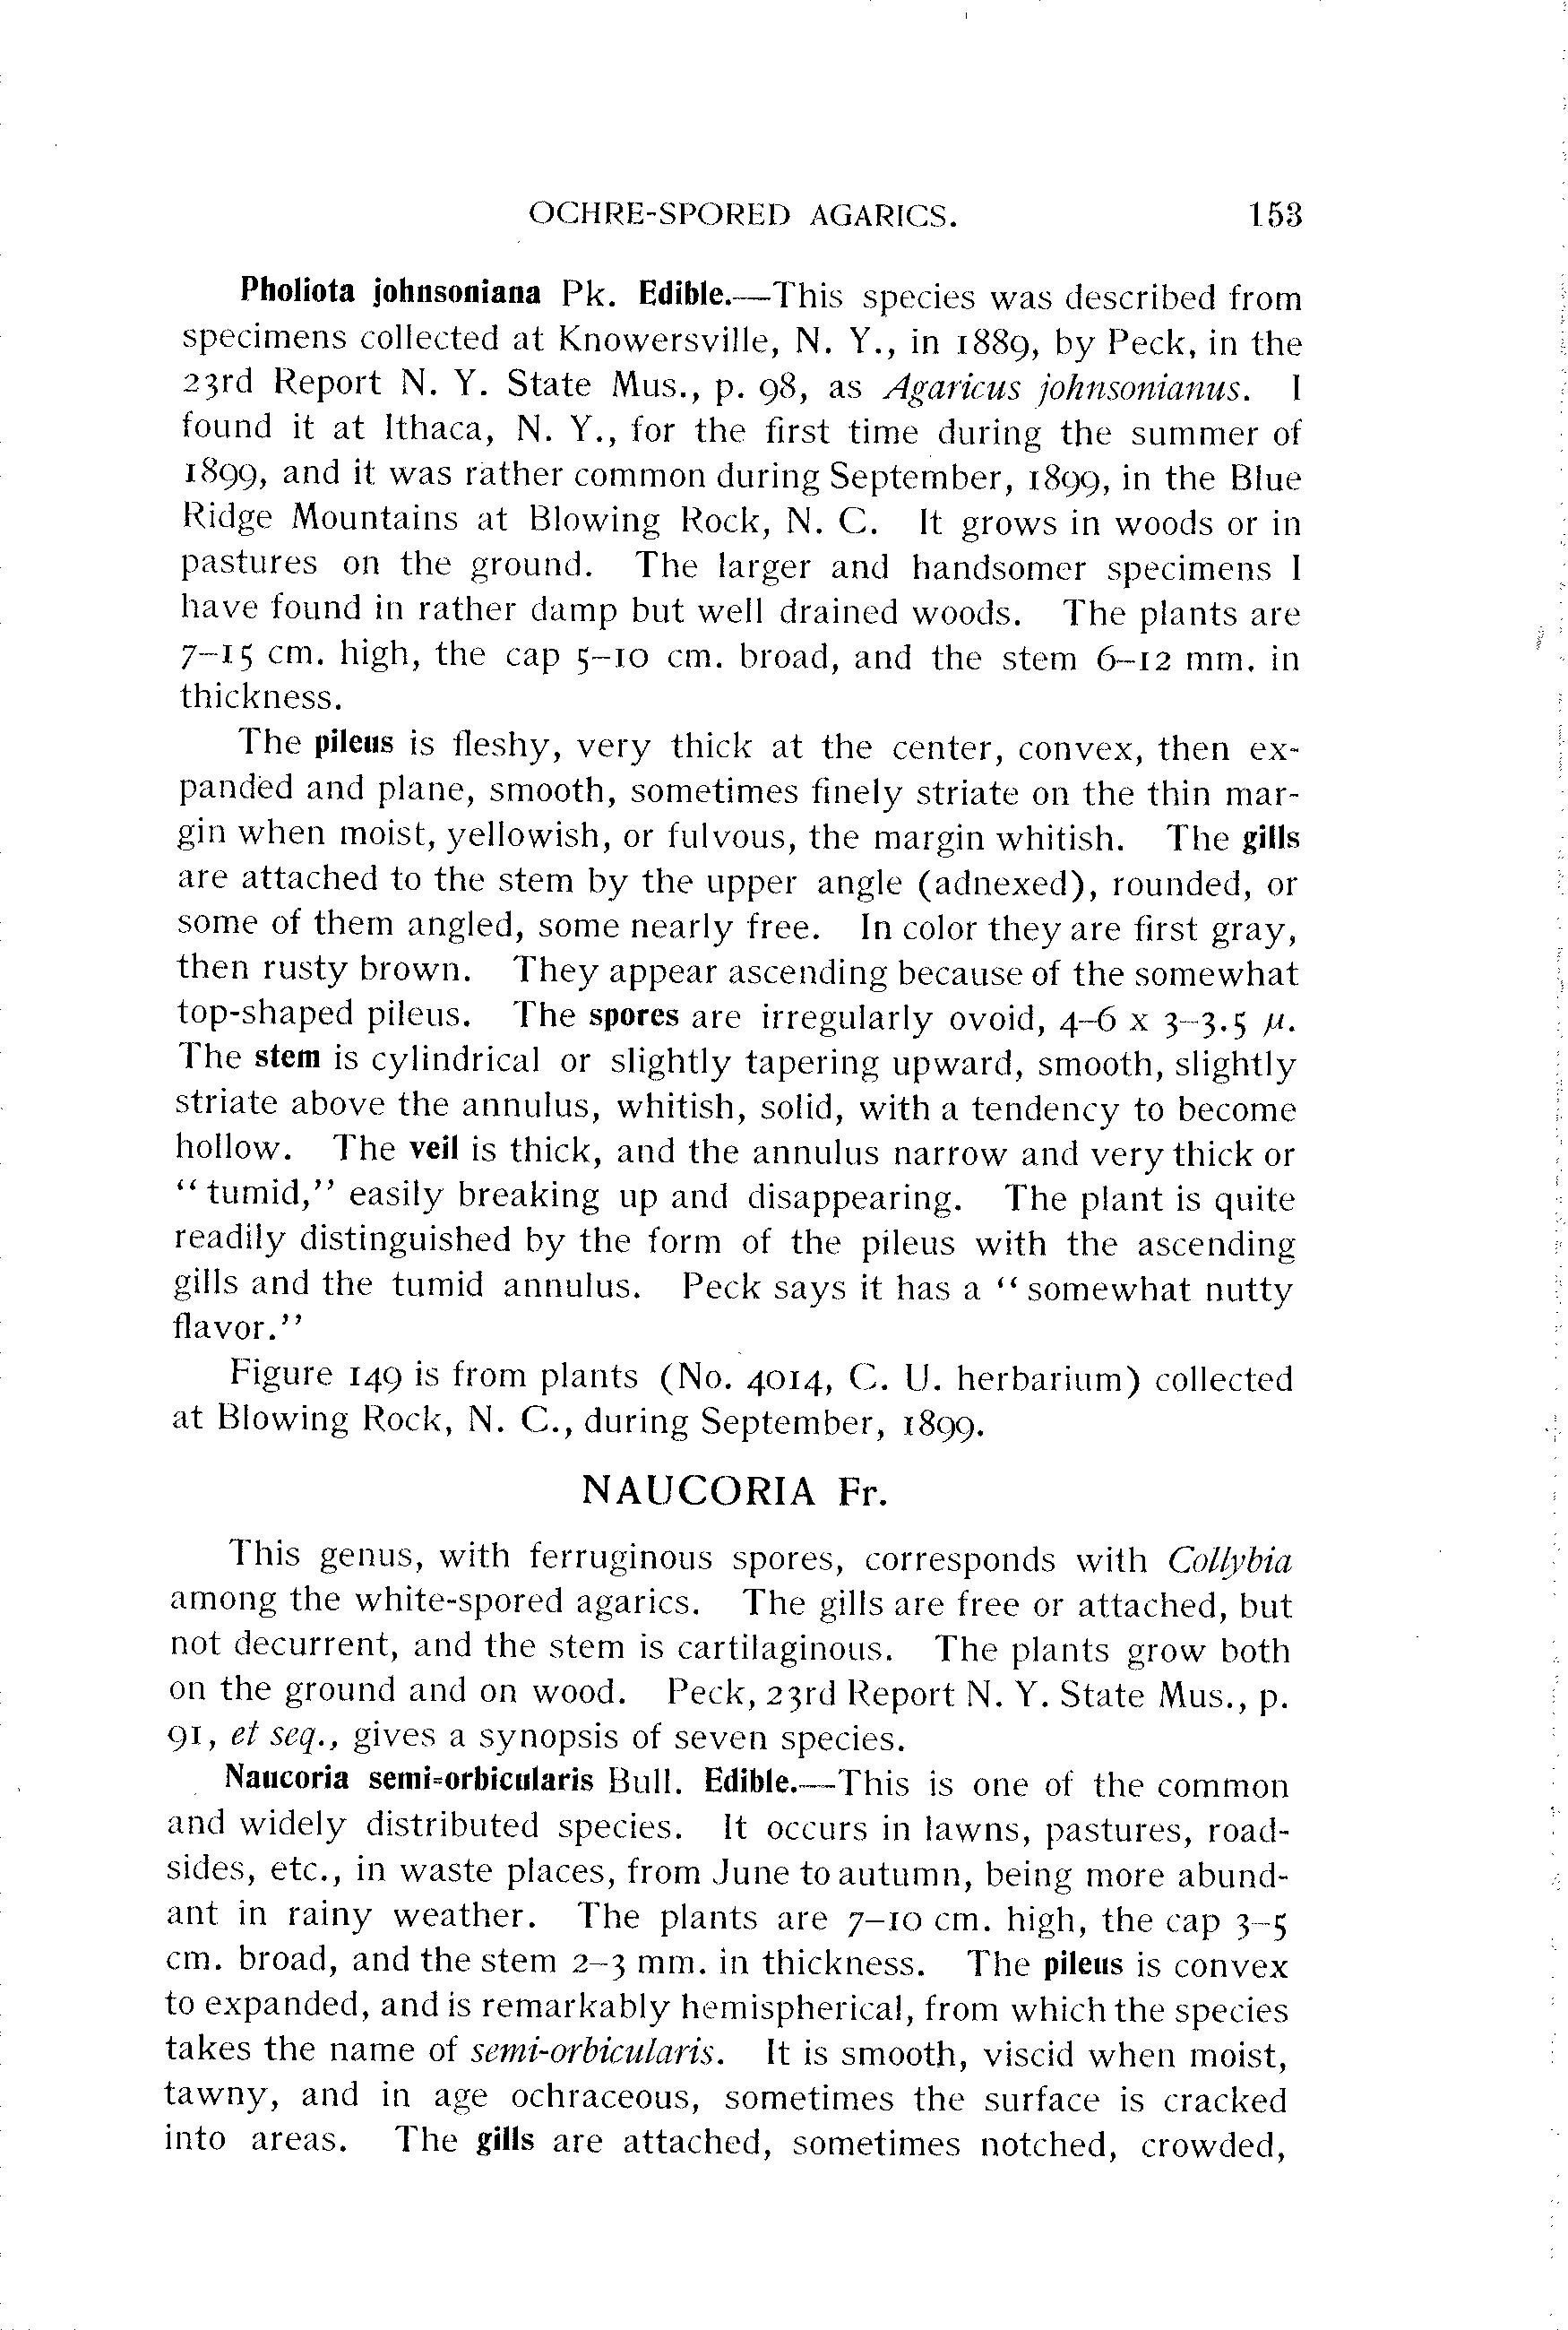 OCHRE-SPORED AGARICS. 153
Pholiota johnsoniana Pk. Edible.—This species was described from
specimens collected at Knowersville, N. Y., in 1889, by Peck, in the
23rd Report N. Y. State Mus., p. 98, as Agaricus johnsonianus. I
found it at Ithaca, N. Y., for the first time during the summer of
1899, and it was rather common during September, 1899, in the Blue
Ridge Mountains at Blowing Rock, N. C. It grows in woods or in
pastures on the ground. The larger and handsomer specimens I
have found in rather damp but well drained woods. The plants are
7–15 cm. high, the cap 5–10 cm. broad, and the stem 6–12 mm. in
thickness.
The pileus is fleshy, very thick at the center, convex, then ex-
panded and plane, smooth, sometimes finely striate on the thin mar-
gin when moist, yellowish, or fulvous, the margin whitish. The gills
are attached to the stem by the upper angle (adnexed), rounded, or
some of them angled, some nearly free. In color they are first gray,
then rusty brown. They appear ascending because of the somewhat
top-shaped pileus. The spores are irregularly ovoid, 4–6 x 3–3.5 µ.
The stem is cylindrical or slightly tapering upward, smooth, slightly
striate above the annulus, whitish, solid, with a tendency to become
hollow. The veil is thick, and the annulus narrow and very thick or
“tumid,” easily breaking up and disappearing. The plant is quite
readily distinguished by the form of the pileus with the ascending
gills and the tumid annulus. Peck says it has a “somewhat nutty
flavor.”
Figure 149 is from plants (No. 4014, C. U. herbarium) collected
at Blowing Rock, N. C., during September, 1899.
NAUCORIA Fr.
This genus, with ferruginous spores, corresponds with Collybia
among the white-spored agarics. The gills are free or attached, but
not decurrent, and the stem is cartilaginous. The plants grow both
on the ground and on wood. Peck, 23rd Report N. Y. State Mus., p.
91, et seq., gives a synopsis of seven species.
Naucoria semi-orbicularis Bull. Edible.—This is one of the common
and widely distributed species. It occurs in lawns, pastures, road-
sides, etc., in waste places, from June to autumn, being more abund-
ant in rainy weather. The plants are 7–10 cm. high, the cap 3–5
cm. broad, and the stem 2–3 mm. in thickness. The pileus is convex
to expanded, and is remarkably hemispherical, from which the species
takes the name of semi-orbicularis. It is smooth, viscid when moist,
tawny, and in age ochraceous, sometimes the surface is cracked
into areas. The gills are attached, sometimes notched, crowded,